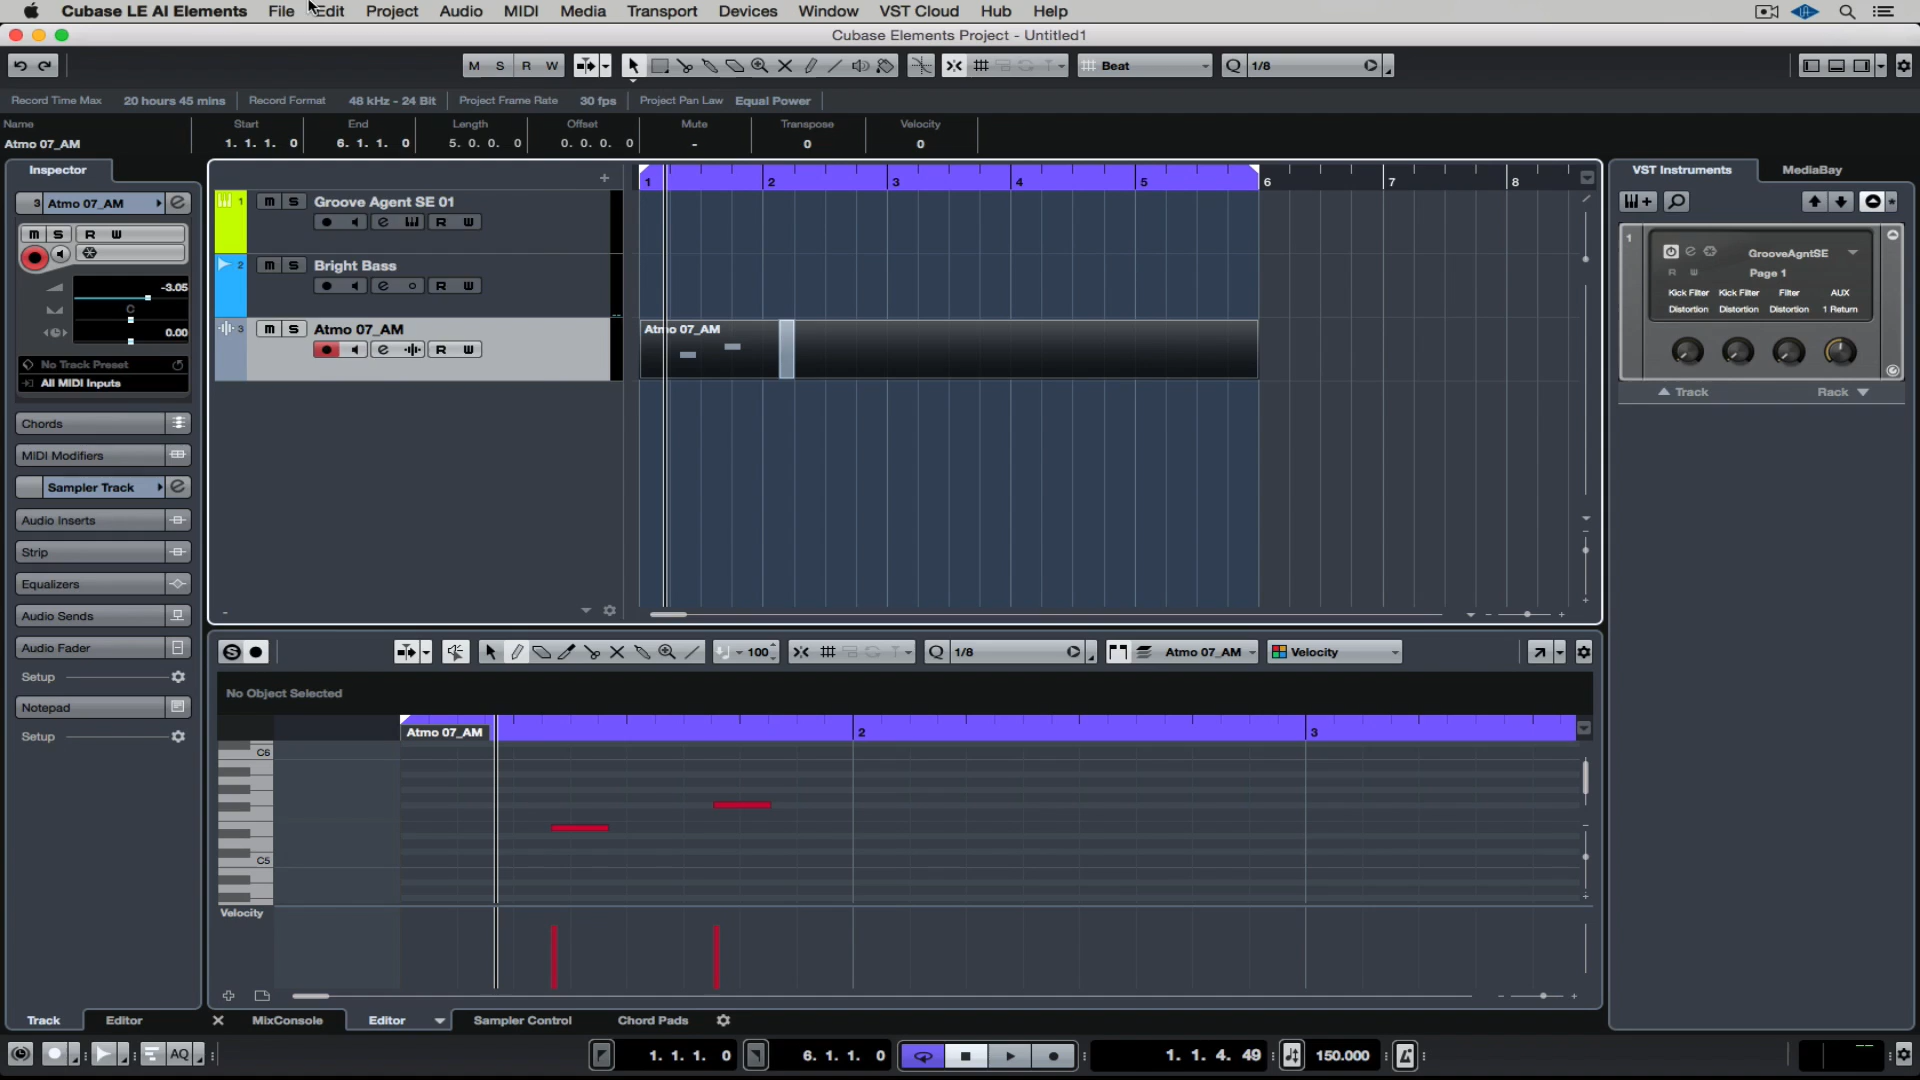 Cubase LE AI Elements File Edit Project Audio MIDI Media Transport Devices Window VST Cloud Hub Help
Cubase Elements Project - Untitled1
M S R W Beat Q 1/8
Record Time Max 20 hours 45 mins Record Format 48 kHz - 24 Bit Project Frame Rate 30 fps Project Pan Law Equal Power
Name Start End Length Offset Mute Transpose Velocity
Atmo 07_AM 1. 1. 1. 0 6. 1. 1. 0 5. 0. 0. 0 0. 0. 0. 0 - 0 0
Inspector
VST Instruments MediaBay
1 2 3 4 5 6 7 8
3 Atmo 07_AM
m S R W
-3.05
C
0.00
No Track Preset
All MIDI Inputs
Chords
MIDI Modifiers
Sampler Track
Audio Inserts
Strip
Equalizers
Audio Sends
Audio Fader
Setup
Notepad
Setup
1 m S Groove Agent SE 01
e R W
2 m S Bright Bass
e R W
3 m S Atmo 07_AM
e R W
Atmo 07_AM
1 GrooveAgntSE
R W Page 1
Kick Filter Kick Filter Filter AUX
Distortion Distortion Distortion 1 Return
Track Rack
S 100 Q 1/8 Atmo 07_AM Velocity
No Object Selected
Atmo 07_AM 2 3
C6
C5
Velocity
Track Editor MixConsole Editor Sampler Control Chord Pads
AQ 1. 1. 1. 0 6. 1. 1. 0 1. 1. 4. 49 150.000